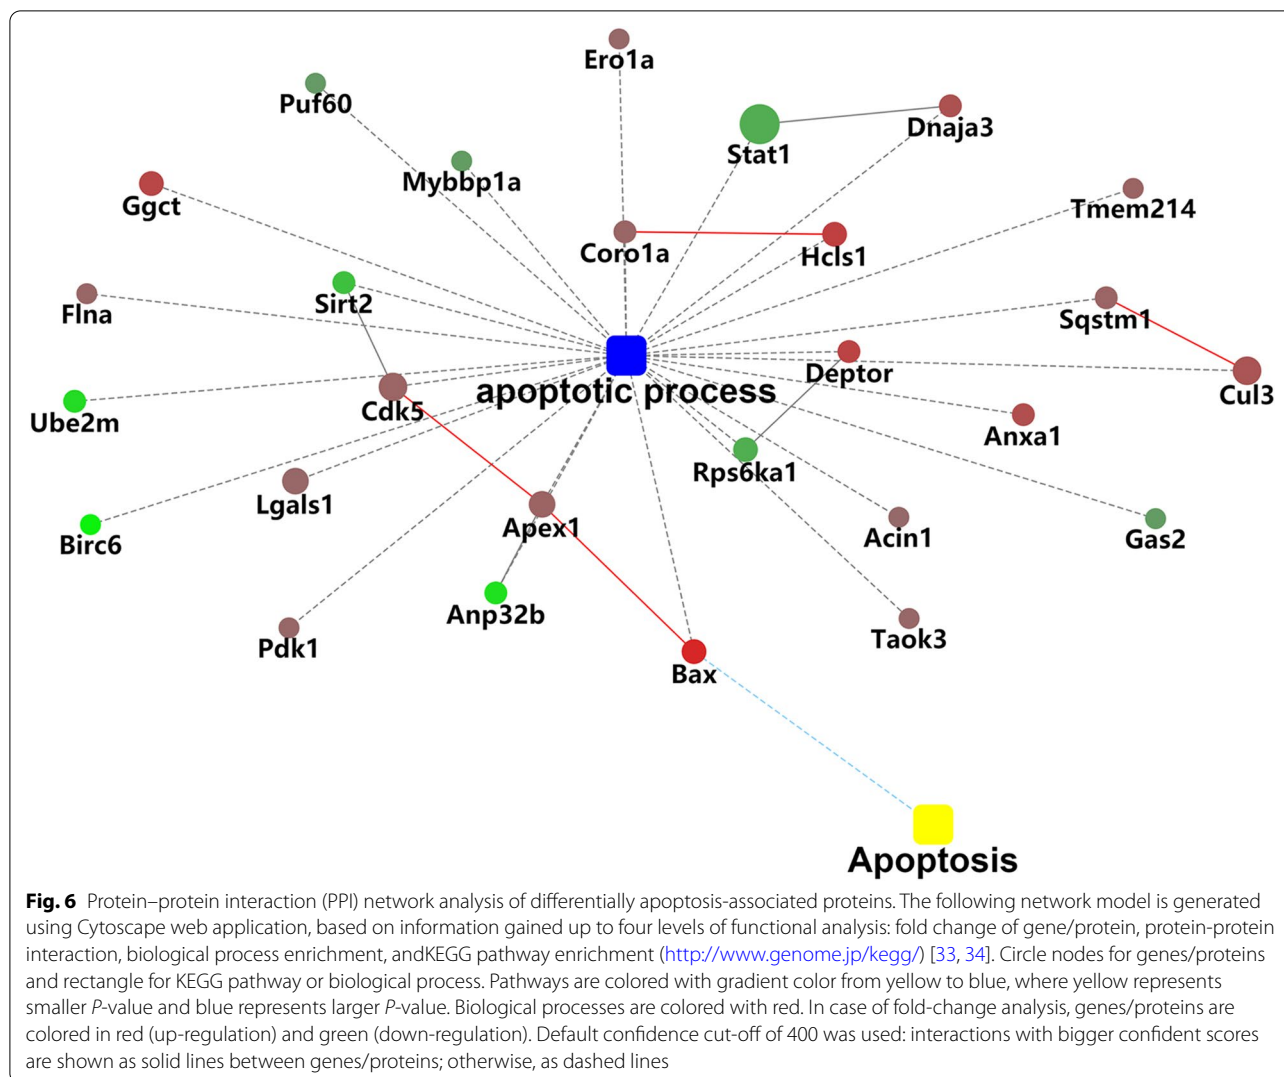 Ero1a
Puf60
Dnaja3
Stat1
Mybbp1a
Ggct
Tmem214
Coro1a
Hcls1
Sirt2
Flna
Sqstm1
Deptor
apoptotic process
Cul3
Cdk5
Ube2m
Anxa1
Rps6ka1
Lgals1
Apex1
Acin1
Gas2
Birc6
Anp32b
Taok3
Pdk1
Bax
Apoptosis
Fig. 6 Protein–protein interaction (PPI) network analysis of differentially apoptosis-associated proteins. The following network model is generated
using Cytoscape web application, based on information gained up to four levels of functional analysis: fold change of gene/protein, protein-protein
interaction, biological process enrichment, andKEGG pathway enrichment (http://www.genome.jp/kegg/) [33, 34]. Circle nodes for genes/proteins
and rectangle for KEGG pathway or biological process. Pathways are colored with gradient color from yellow to blue, where yellow represents
smaller P-value and blue represents larger P-value. Biological processes are colored with red. In case of fold-change analysis, genes/proteins are
colored in red (up-regulation) and green (down-regulation). Default confidence cut-off of 400 was used: interactions with bigger confident scores
are shown as solid lines between genes/proteins; otherwise, as dashed lines